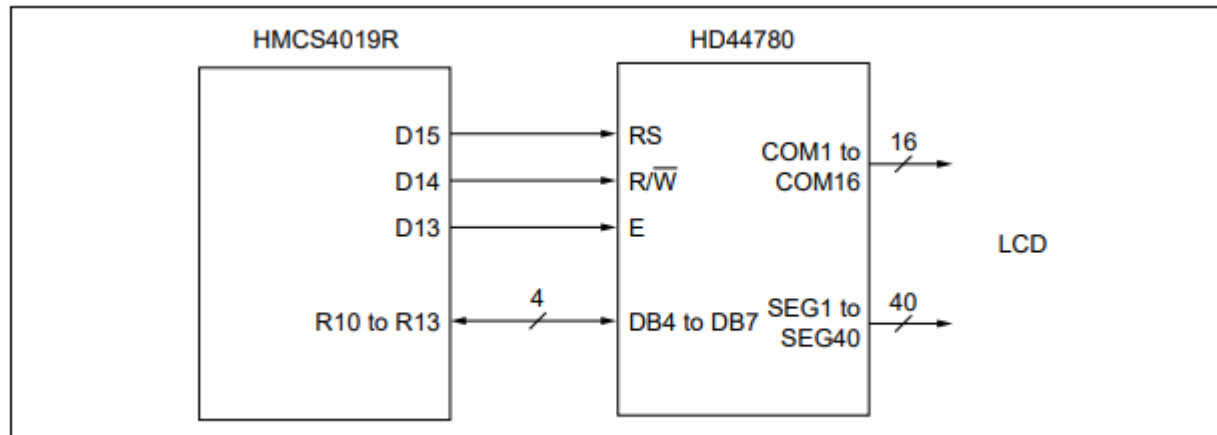 HMCS4019R
HD44780
D15
RS
D14
R/W̅
D13
E
COM1 to
COM16
16
LCD
R10 to R13
4
DB4 to DB7
SEG1 to
SEG40
40